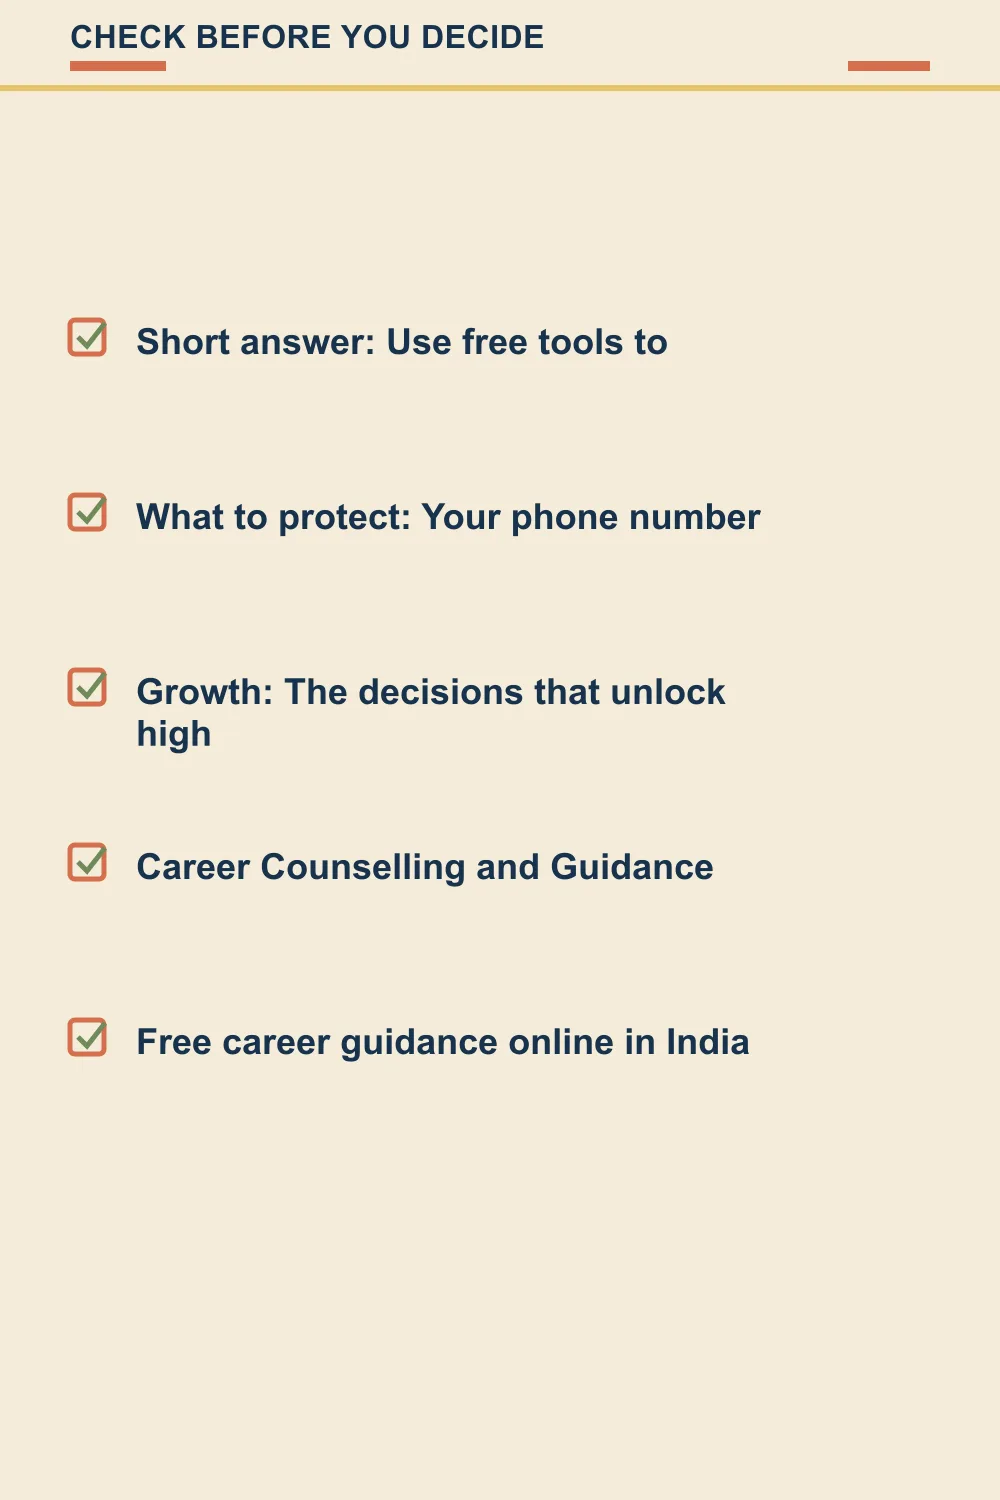 CHECK BEFORE YOU DECIDE
Short answer: Use free tools to
What to protect: Your phone number
Growth: The decisions that unlock
high
Career Counselling and Guidance
Free career guidance online in India